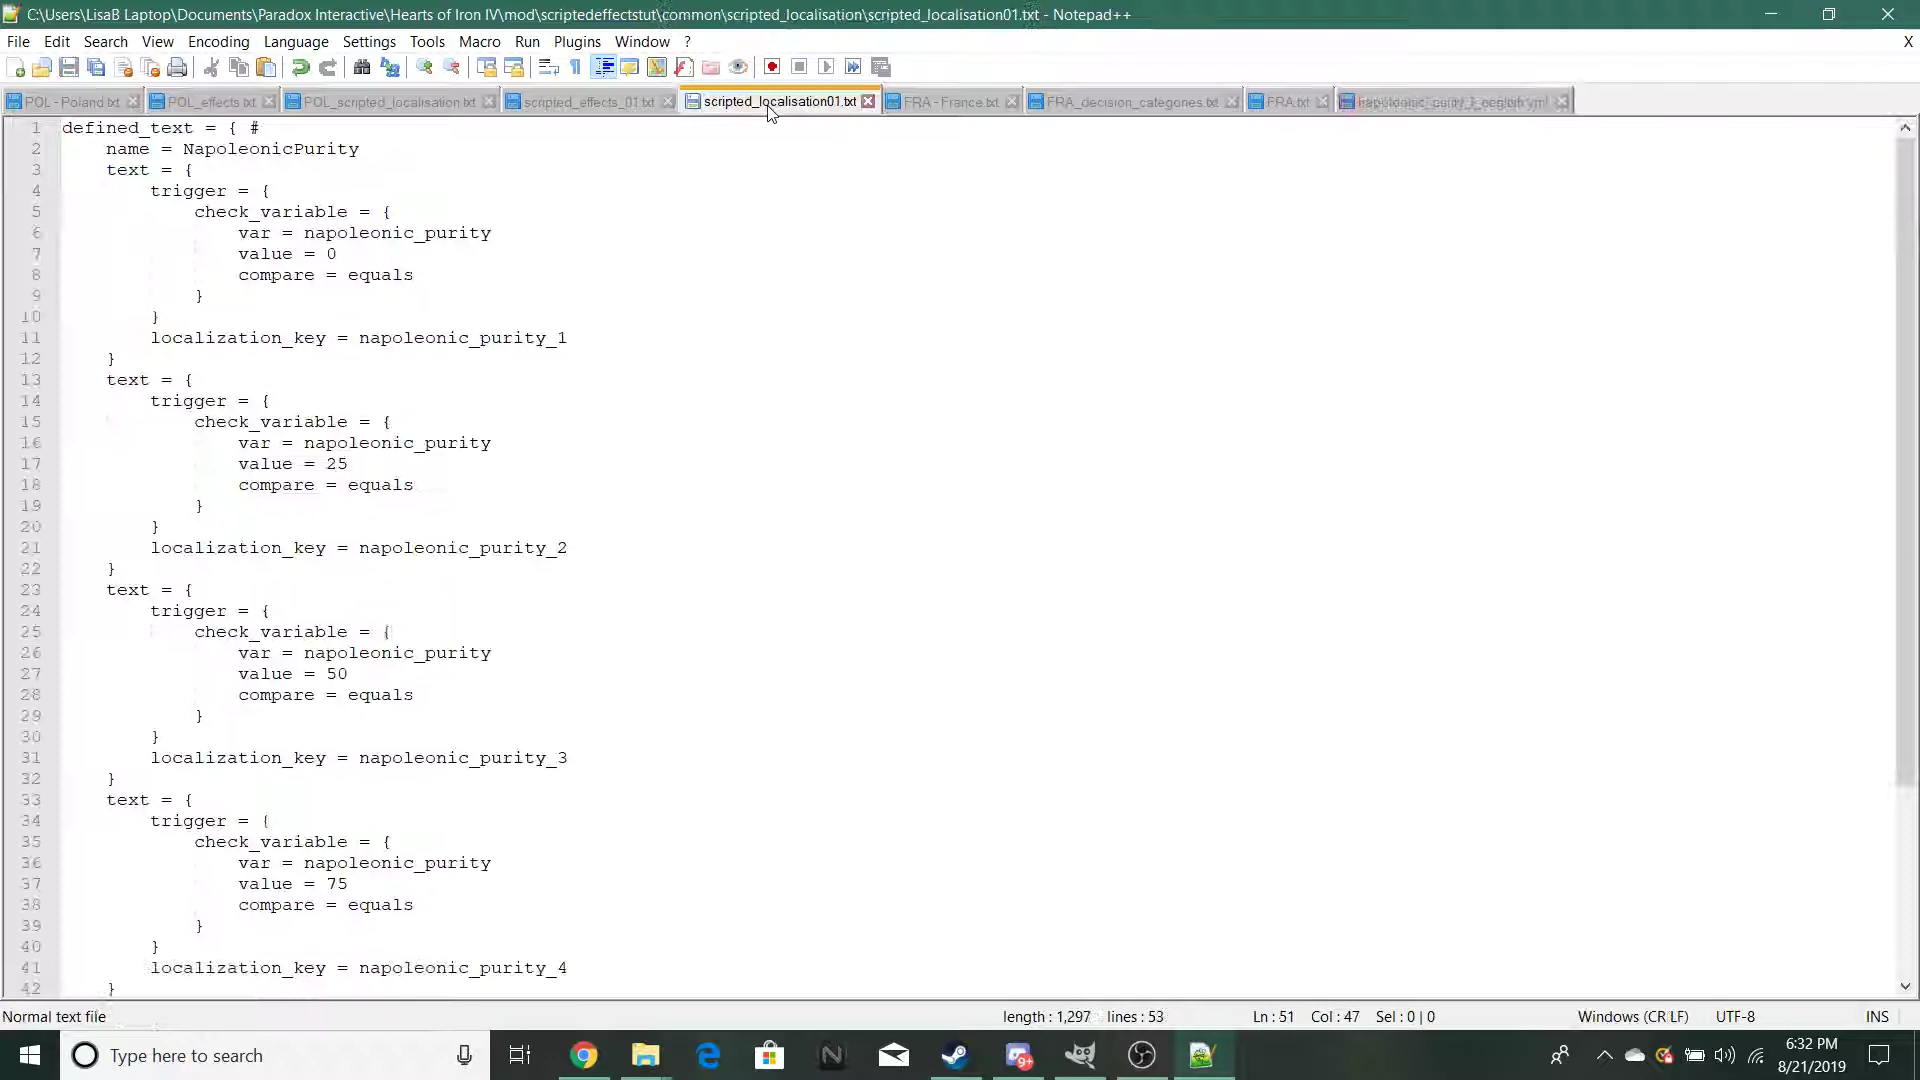 C:\Users\LisaB Laptop\Documents\Paradox Interactive\Hearts of Iron IV\mod\scriptedeffectstut\common\scripted_localisation\scripted_localisation01.txt - Notepad++
File Edit Search View Encoding Language Settings Tools Macro Run Plugins Window ? X
POL - Poland.txt POL_effects.txt POL_scripted_localisation.txt scripted_effects_01.txt scripted_localisation01.txt FRA - France.txt FRA_decision_categories.txt FRA.txt
1 defined_text = { #
2 name = NapoleonicPurity
3 text = {
4 trigger = {
5 check_variable = {
6 var = napoleonic_purity
7 value = 0
8 compare = equals
9 }
10 }
11 localization_key = napoleonic_purity_1
12 }
13 text = {
14 trigger = {
15 check_variable = {
16 var = napoleonic_purity
17 value = 25
18 compare = equals
19 }
20 }
21 localization_key = napoleonic_purity_2
22 }
23 text = {
24 trigger = {
25 check_variable = {
26 var = napoleonic_purity
27 value = 50
28 compare = equals
29 }
30 }
31 localization_key = napoleonic_purity_3
32 }
33 text = {
34 trigger = {
35 check_variable = {
36 var = napoleonic_purity
37 value = 75
38 compare = equals
39 }
40 }
41 localization_key = napoleonic_purity_4
42 }
Normal text file length : 1,297 lines : 53 Ln : 51 Col : 47 Sel : 0 | 0 Windows (CR LF) UTF-8 INS
Type here to search
9+
6:32 PM
8/21/2019